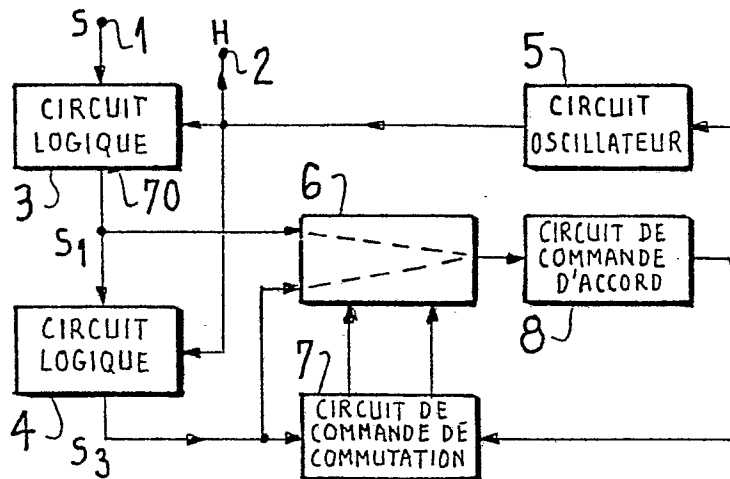 S 1
H
2
5
CIRCUIT
LOGIQUE
CIRCUIT
OSCILLATEUR
3
70
6
S1
CIRCUIT DE
COMMANDE
D'ACCORD
8
CIRCUIT
LOGIQUE
4
7
S3
CIRCUIT DE
COMMANDE DE
COMMUTATION